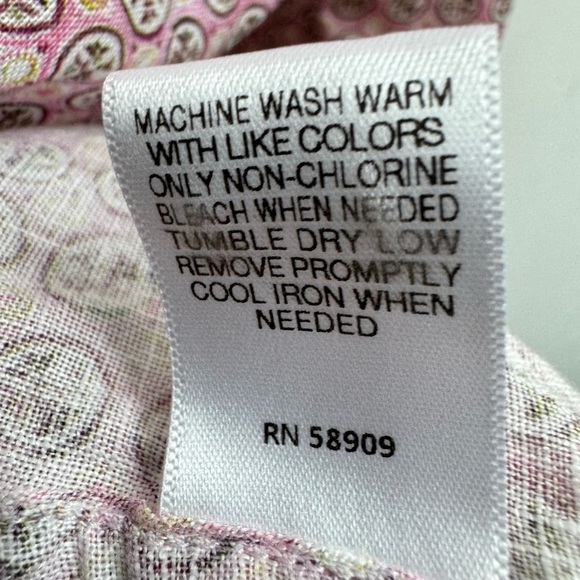 MACHINE WASH WARM
WITH LIKE COLORS
ONLY NON-CHLORINE
BLEACH WHEN NEEDED
TUMBLE DRY LOW
REMOVE PROMPTLY
COOL IRON WHEN
NEEDED
RN 58909